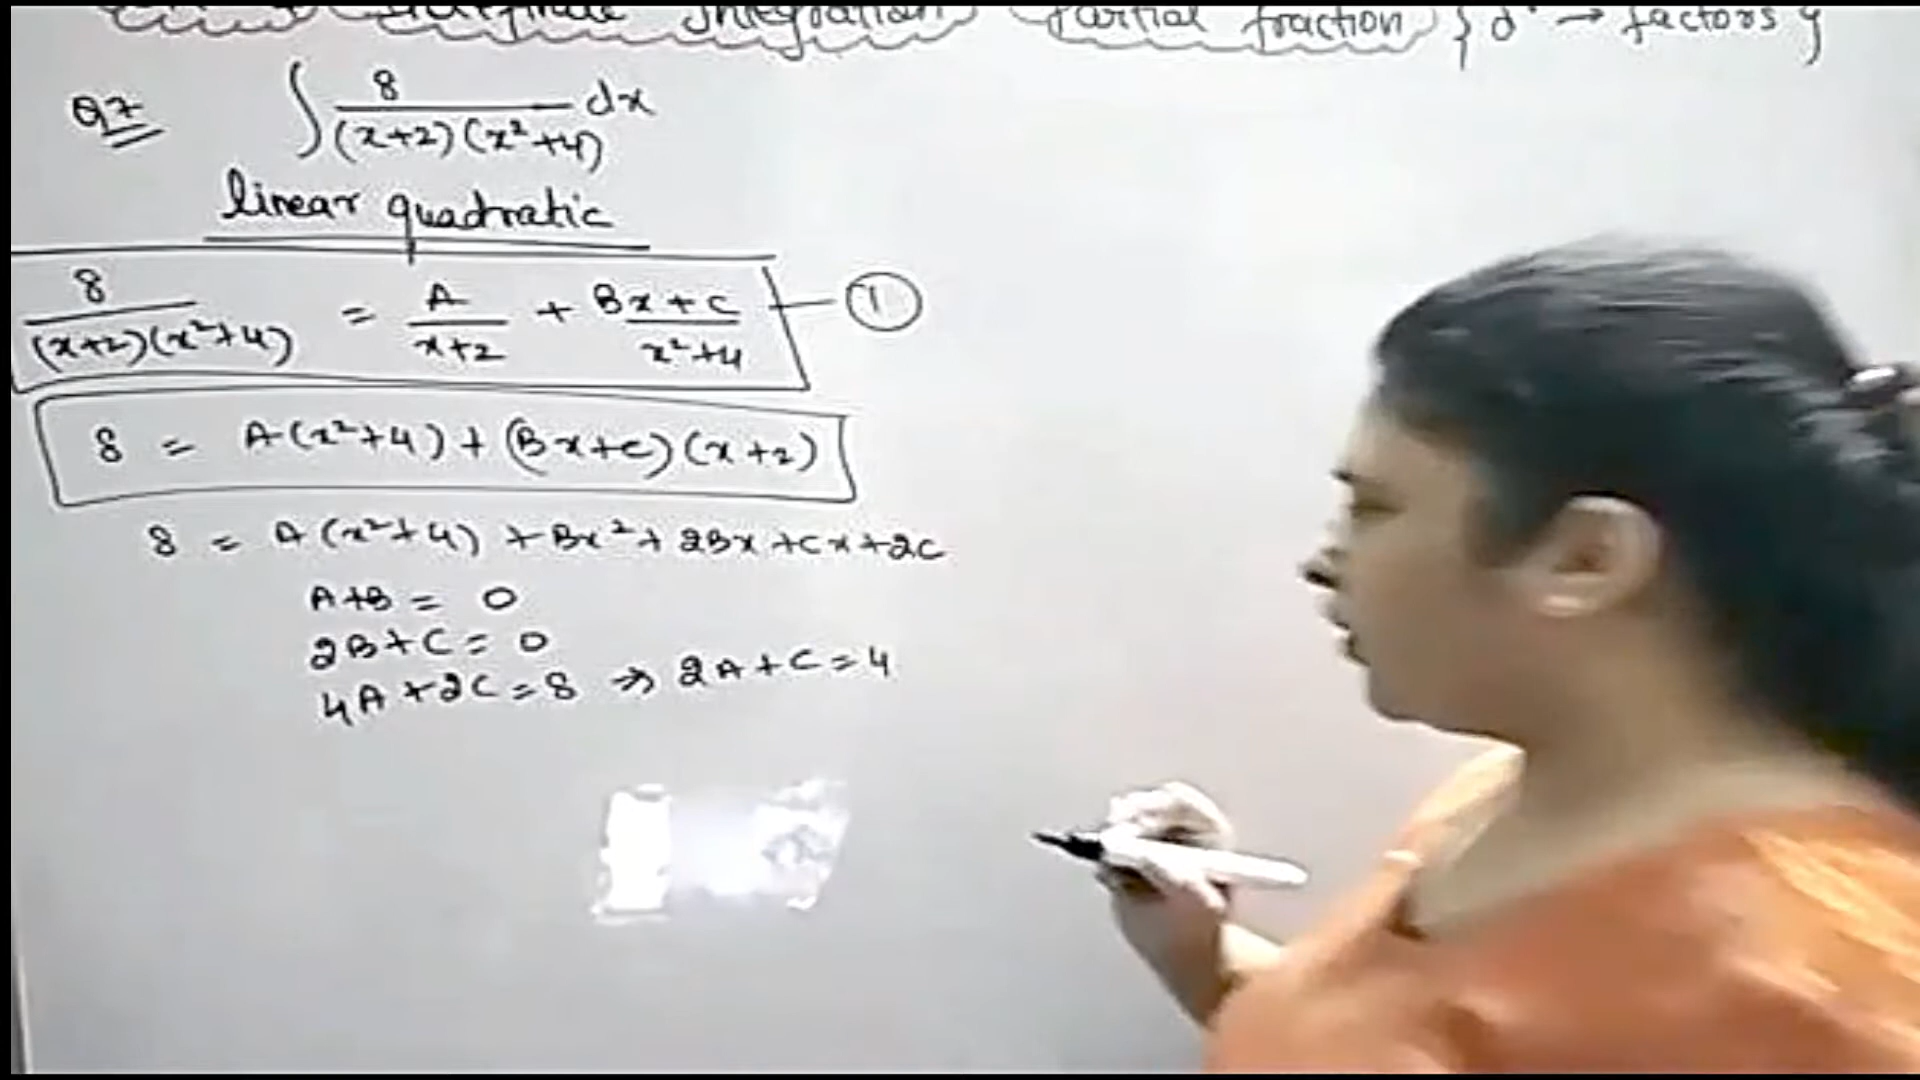 Integration Partial fraction { d^r → factors }
Q7 ∫ 8/((x+2)(x²+4)) dx
linear quadratic
8/((x+2)(x²+4)) = A/(x+2) + (Bx+C)/(x²+4) — ①
8 = A(x²+4) + (Bx+C)(x+2)
8 = A(x²+4) + Bx² + 2Bx + Cx + 2C
A+B = 0
2B+C = 0
4A+2C = 8 ⇒ 2A+C = 4